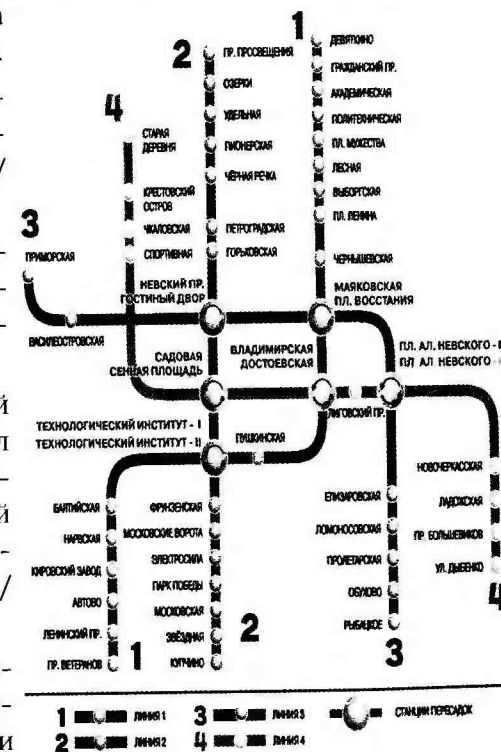 1
2
4
3
ДЕВЯТКИНО
ГРАЖДАНСКИЙ ПР.
АКАДЕМИЧЕСКАЯ
ПОЛИТЕХНИЧЕСКАЯ
ПЛ. МУЖЕСТВА
ЛЕСНАЯ
ВЫБОРГСКАЯ
ПЛ. ЛЕНИНА
ЧЕРНЫШЕВСКАЯ
МАЯКОВСКАЯ
ПЛ. ВОССТАНИЯ
ПР. ПРОСВЕЩЕНИЯ
ОЗЕРКИ
УДЕЛЬНАЯ
ПИОНЕРСКАЯ
ЧЁРНАЯ РЕЧКА
ПЕТРОГРАДСКАЯ
ГОРЬКОВСКАЯ
НЕВСКИЙ ПР.
ГОСТИНЫЙ ДВОР
СТАРАЯ
ДЕРЕВНЯ
КРЕСТОВСКИЙ
ОСТРОВ
ЧКАЛОВСКАЯ
СПОРТИВНАЯ
ПРИМОРСКАЯ
ВАСИЛЕОСТРОВСКАЯ
САДОВАЯ
СЕННАЯ ПЛОЩАДЬ
ВЛАДИМИРСКАЯ
ДОСТОЕВСКАЯ
ПЛ. АЛ. НЕВСКОГО - II
ПЛ. АЛ. НЕВСКОГО -
ЛИГОВСКИЙ ПР.
ТЕХНОЛОГИЧЕСКИЙ ИНСТИТУТ - I
ТЕХНОЛОГИЧЕСКИЙ ИНСТИТУТ - II
ПУШКИНСКАЯ
БАЛТИЙСКАЯ
НАРВСКАЯ
КИРОВСКИЙ ЗАВОД
АВТОВО
ЛЕНИНСКИЙ ПР.
ПР. ВЕТЕРАНОВ
1
ФРУНЗЕНСКАЯ
МОСКОВСКИЕ ВОРОТА
ЭЛЕКТРОСИЛА
ПАРК ПОБЕДЫ
МОСКОВСКАЯ
ЗВЁЗДНАЯ
КУПЧИНО
2
ЕЛИЗАРОВСКАЯ
ЛОМОНОСОВСКАЯ
ПРОЛЕТАРСКАЯ
ОБУХОВО
РЫБАЦКОЕ
3
НОВОЧЕРКАССКАЯ
ЛАДОЖСКАЯ
ПР. БОЛЬШЕВИКОВ
УЛ. ДЫБЕНКО
4
1 ЛИНИЯ 1
2 ЛИНИЯ 2
3 ЛИНИЯ 3
4 ЛИНИЯ 4
СТАНЦИИ ПЕРЕСАДОК